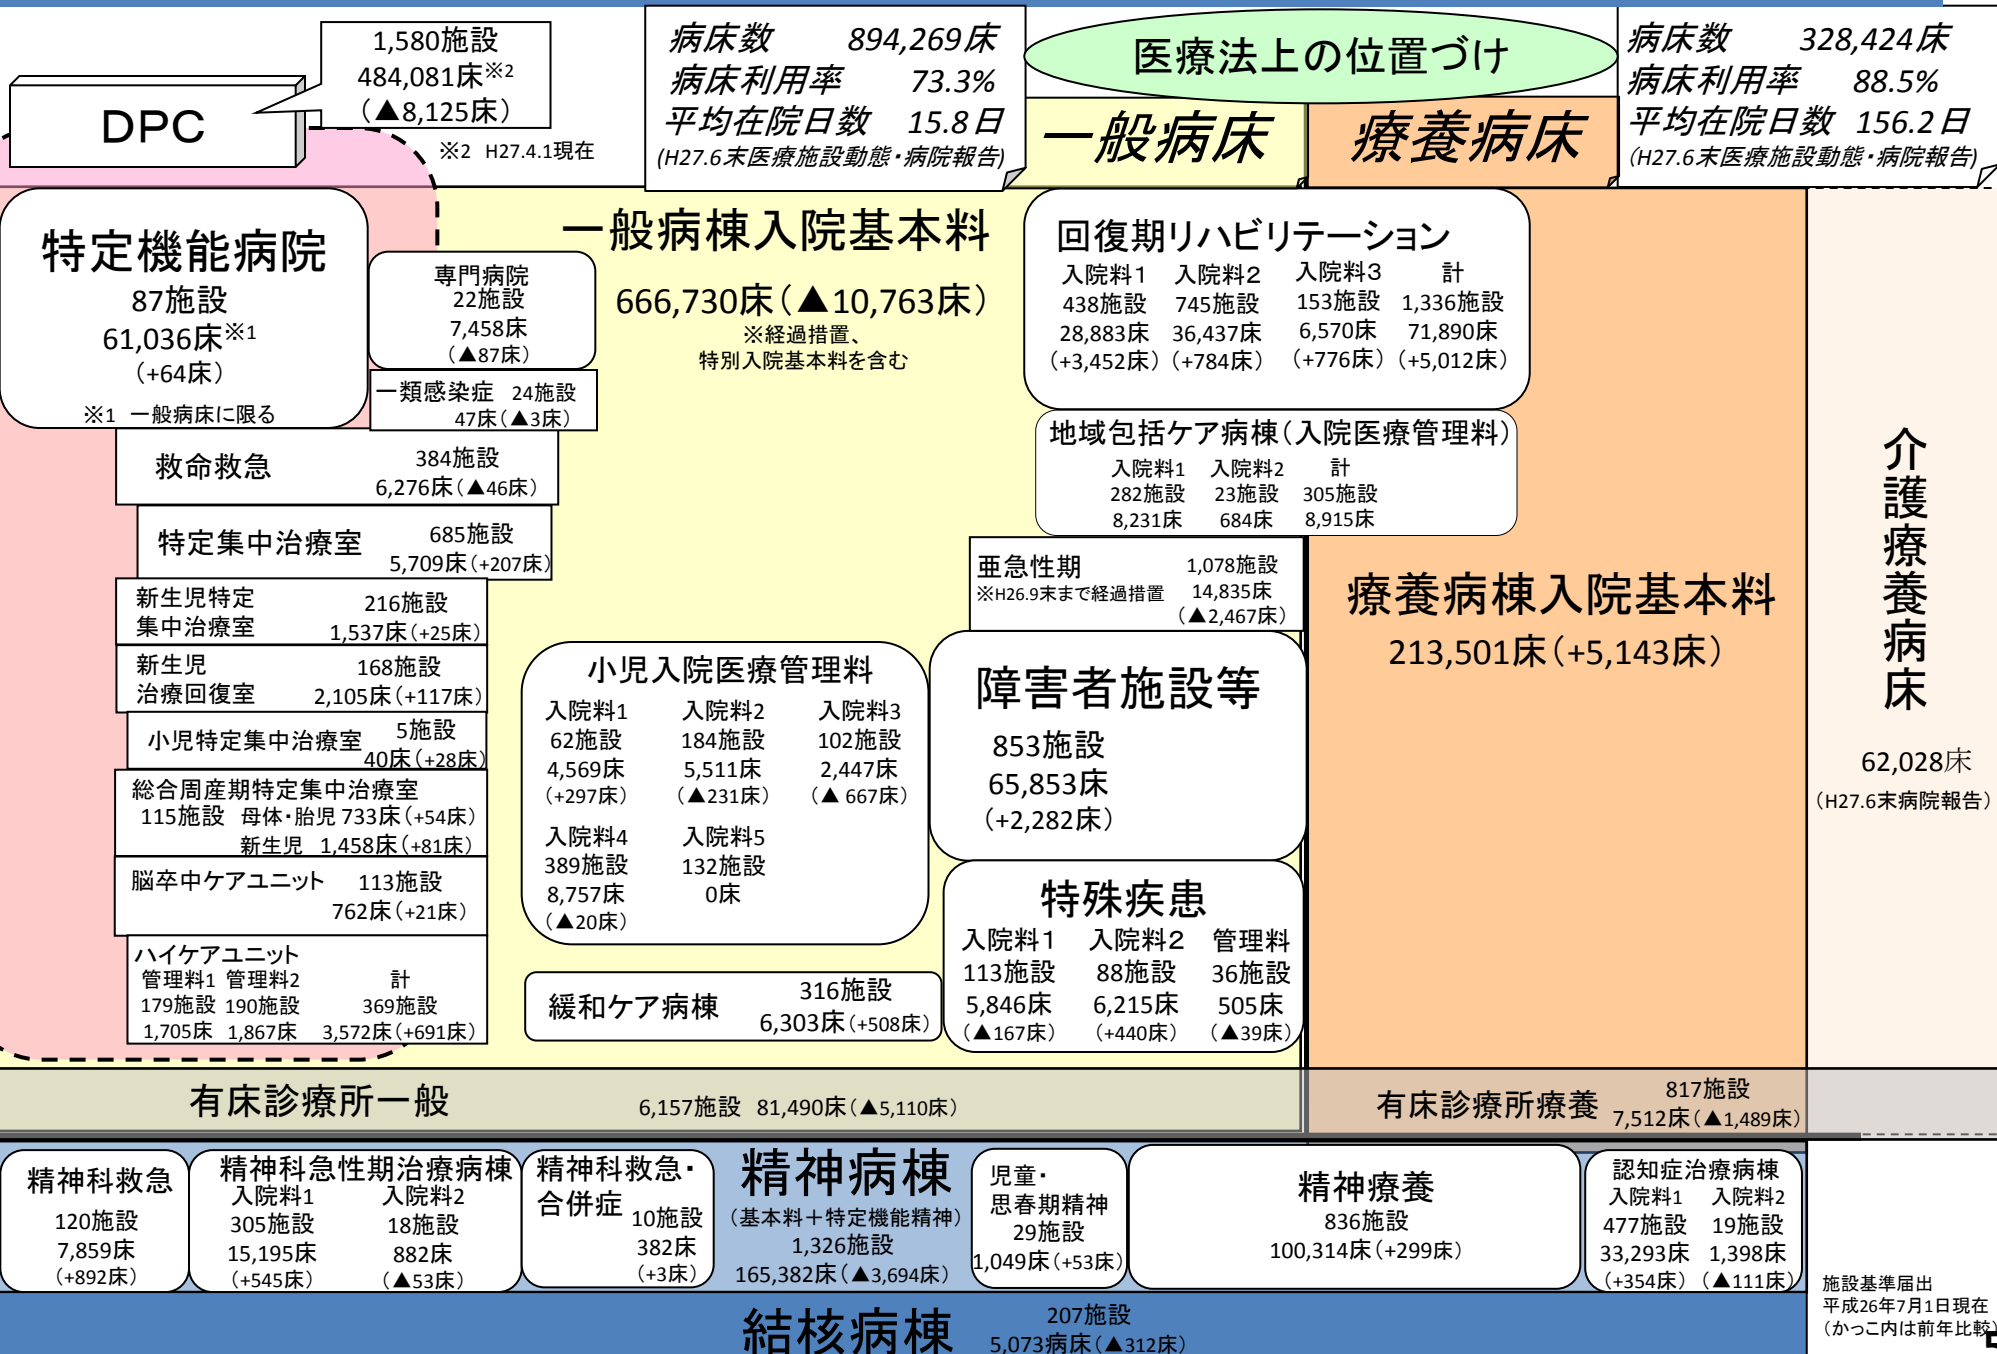 1,580施設
484,081床※2
(▲8,125床)
DPC
※2 H27.4.1現在
病床数 894,269床
病床利用率 73.3%
平均在院日数 15.8日
(H27.6末医療施設動態・病院報告)
医療法上の位置づけ
一般病床
療養病床
病床数 328,424床
病床利用率 88.5%
平均在院日数 156.2日
(H27.6末医療施設動態・病院報告)
特定機能病院
87施設
61,036床※1
(+64床)
※1 一般病床に限る
専門病院
22施設
7,458床
(▲87床)
一類感染症 24施設
47床(▲3床)
救命救急 384施設
6,276床(▲46床)
特定集中治療室 685施設
5,709床(+207床)
新生児特定
集中治療室
216施設
1,537床(+25床)
新生児
治療回復室
168施設
2,105床(+117床)
小児特定集中治療室 5施設
40床(+28床)
総合周産期特定集中治療室
115施設 母体・胎児 733床(+54床)
新生児 1,458床(+81床)
脳卒中ケアユニット 113施設
762床(+21床)
ハイケアユニット
管理料1 管理料2 計
179施設 190施設 369施設
1,705床 1,867床 3,572床(+691床)
一般病棟入院基本料
666,730床(▲10,763床)
※経過措置、
特別入院基本料を含む
小児入院医療管理料
入院料1 入院料2 入院料3
62施設 184施設 102施設
4,569床 5,511床 2,447床
(+297床) (▲231床) (▲ 667床)
入院料4 入院料5
389施設 132施設
8,757床 0床
(▲20床)
緩和ケア病棟 316施設
6,303床(+508床)
回復期リハビリテーション
入院料1 入院料2 入院料3 計
438施設 745施設 153施設 1,336施設
28,883床 36,437床 6,570床 71,890床
(+3,452床) (+784床) (+776床) (+5,012床)
地域包括ケア病棟(入院医療管理料)
入院料1 入院料2 計
282施設 23施設 305施設
8,231床 684床 8,915床
亜急性期 1,078施設
※H26.9末まで経過措置 14,835床
(▲2,467床)
障害者施設等
853施設
65,853床
(+2,282床)
特殊疾患
入院料1 入院料2 管理料
113施設 88施設 36施設
5,846床 6,215床 505床
(▲167床) (+440床) (▲39床)
療養病棟入院基本料
213,501床(+5,143床)
介護療養病床
62,028床
(H27.6末病院報告)
有床診療所一般 6,157施設 81,490床(▲5,110床)
有床診療所療養 817施設
7,512床(▲1,489床)
精神科救急
120施設
7,859床
(+892床)
精神科急性期治療病棟
入院料1 入院料2
305施設 18施設
15,195床 882床
(+545床) (▲53床)
精神科救急・
合併症
10施設
382床
(+3床)
精神病棟
(基本料+特定機能精神)
1,326施設
165,382床(▲3,694床)
児童・
思春期精神
29施設
1,049床(+53床)
精神療養
836施設
100,314床(+299床)
認知症治療病棟
入院料1 入院料2
477施設 19施設
33,293床 1,398床
(+354床) (▲111床)
結核病棟
207施設
5,073病床(▲312床)
施設基準届出
平成26年7月1日現在
(かっこ内は前年比較)